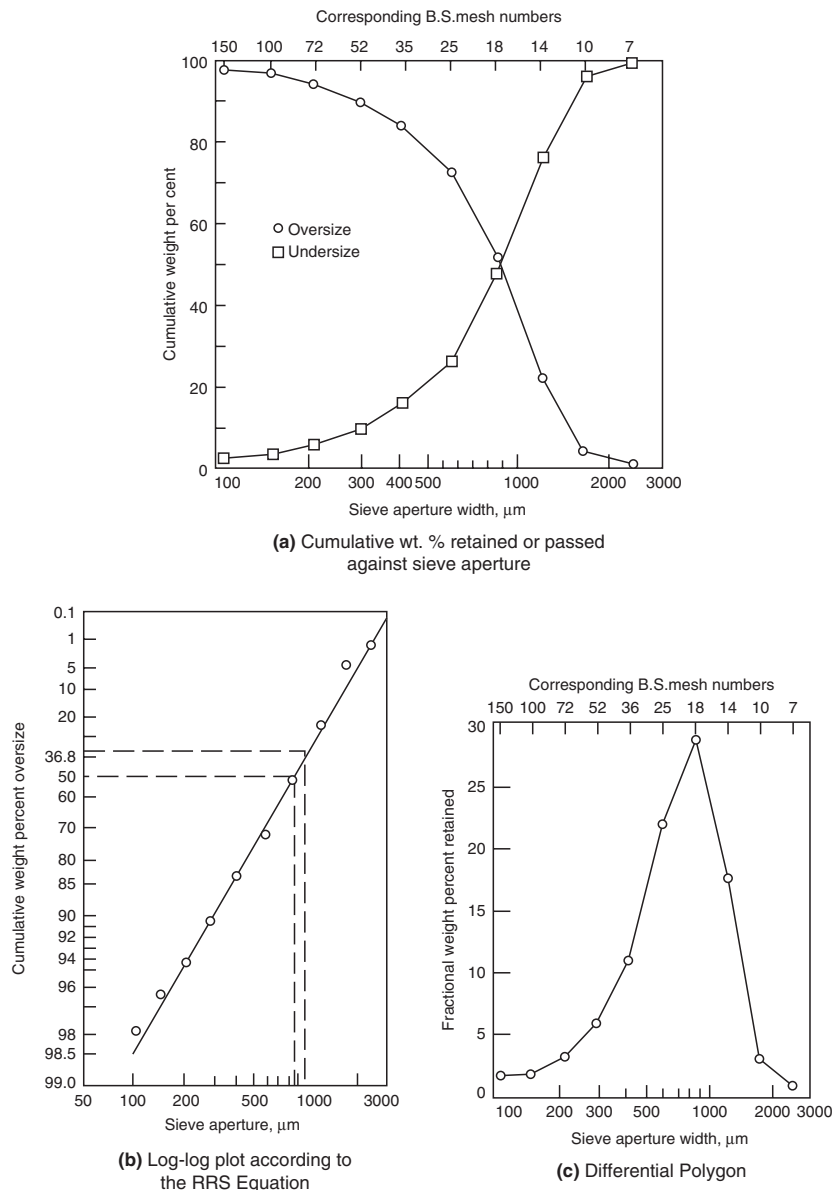 Corresponding B.S.mesh numbers
150 100 72 52 35 25 18 14 10 7
100
80
60
40
20
0
Cumulative weight per cent
Oversize
Undersize
100 200 300 400 500 1000 2000 3000
Sieve aperture width, μm
(a) Cumulative wt. % retained or passed
against sieve aperture
0.1
1
5
10
20
36.8
50
60
70
80
85
90
92
94
96
98
98.5
99.0
Cumulative weight percent oversize
50 100 200 400 1000 3000
Sieve aperture, μm
(b) Log-log plot according to
the RRS Equation
Corresponding B.S.mesh numbers
150 100 72 52 36 25 18 14 10 7
30
25
20
15
10
5
0
Fractional weight percent retained
100 200 300 400 600 1000 2000 3000
Sieve aperture width, μm
(c) Differential Polygon